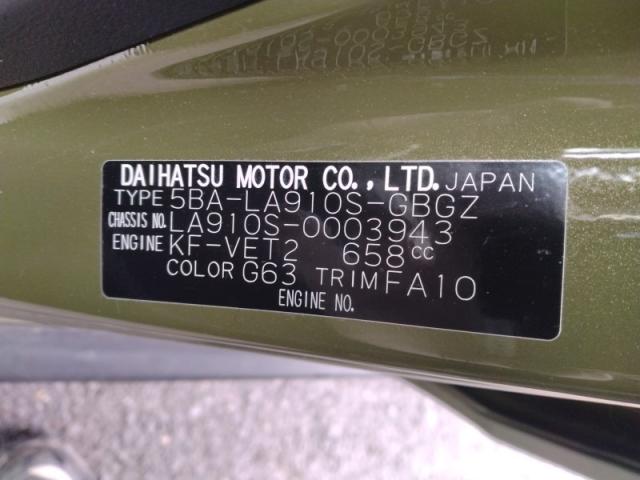 DAIHATSU MOTOR CO.,LTD. JAPAN
TYPE 5BA-LA910S-GBGZ
CHASSIS NO. LA910S-0003943
ENGINE KF-VET2 658cc
COLOR G63 TRIM FA10
ENGINE NO.